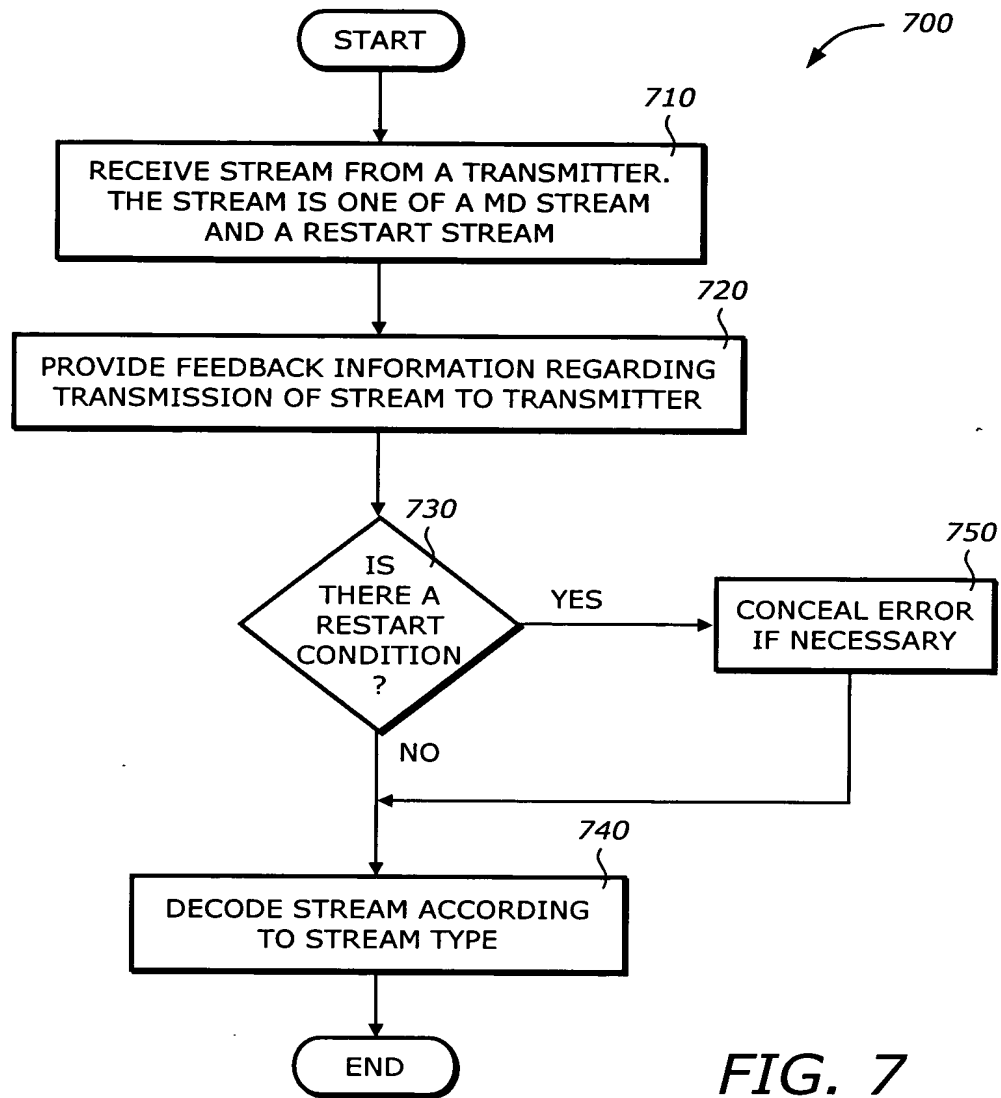 START
700
710
RECEIVE STREAM FROM A TRANSMITTER.
THE STREAM IS ONE OF A MD STREAM
AND A RESTART STREAM
720
PROVIDE FEEDBACK INFORMATION REGARDING
TRANSMISSION OF STREAM TO TRANSMITTER
730
IS
THERE A
RESTART
CONDITION
?
YES
750
CONCEAL ERROR
IF NECESSARY
NO
740
DECODE STREAM ACCORDING
TO STREAM TYPE
END
FIG. 7